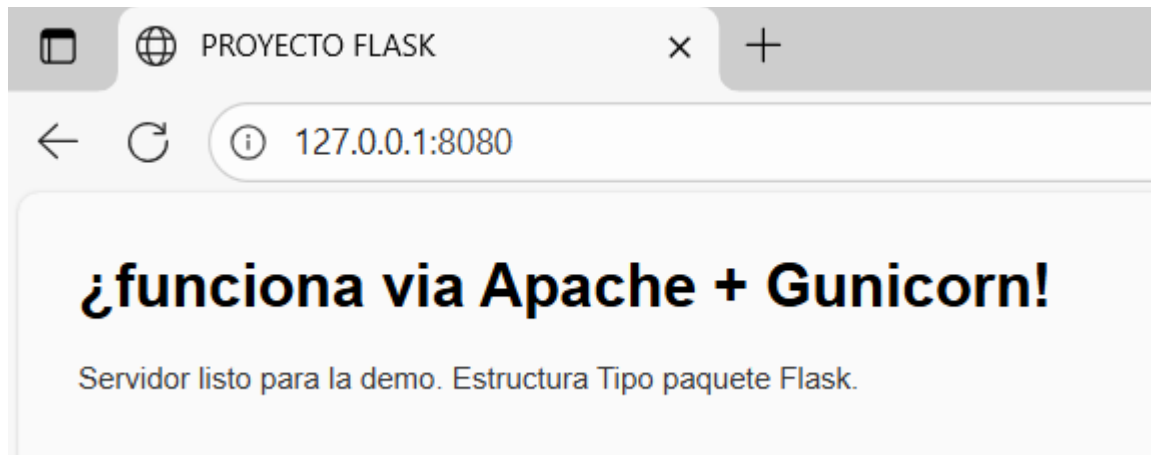 PROYECTO FLASK
127.0.0.1:8080
¿funciona via Apache + Gunicorn!
Servidor listo para la demo. Estructura Tipo paquete Flask.